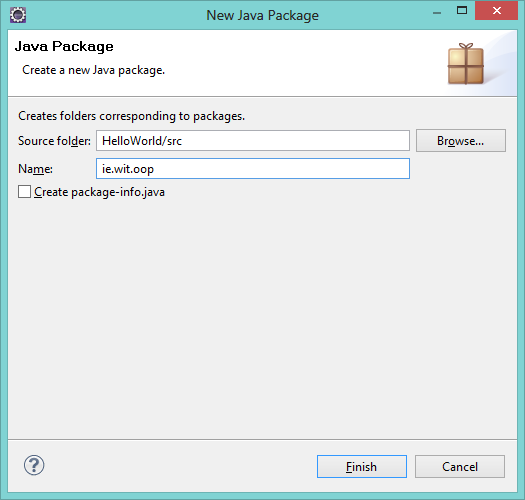 New Java Package
Java Package
Create a new Java package.
Creates folders corresponding to packages.
Source folder: HelloWorld/src Browse...
Name: ie.wit.oop
Create package-info.java
? Finish Cancel